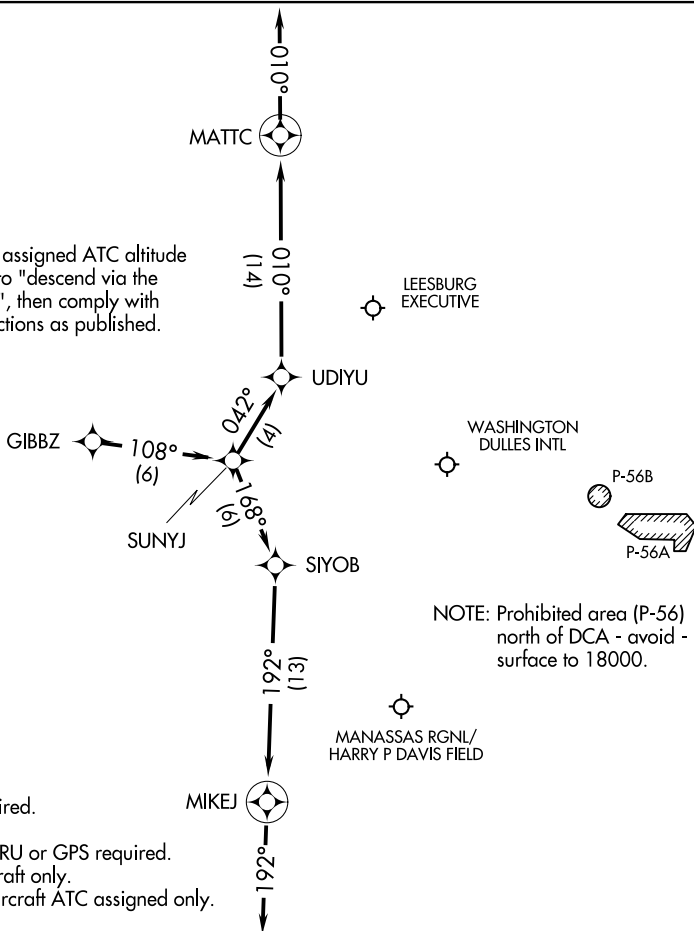 010°
MATTC
010°
(14)
assigned ATC altitude
to "descend via the
", then comply with
ctions as published.
LEESBURG
EXECUTIVE
UDIYU
042°
(4)
GIBBZ
108°
(6)
WASHINGTON
DULLES INTL
P-56B
P-56A
168°
(6)
SUNYJ
SIYOB
NOTE: Prohibited area (P-56)
north of DCA - avoid -
surface to 18000.
192°
(13)
MANASSAS RGNL/
HARRY P DAVIS FIELD
MIKEJ
ired.
RU or GPS required.
raft only.
ircraft ATC assigned only.
192°